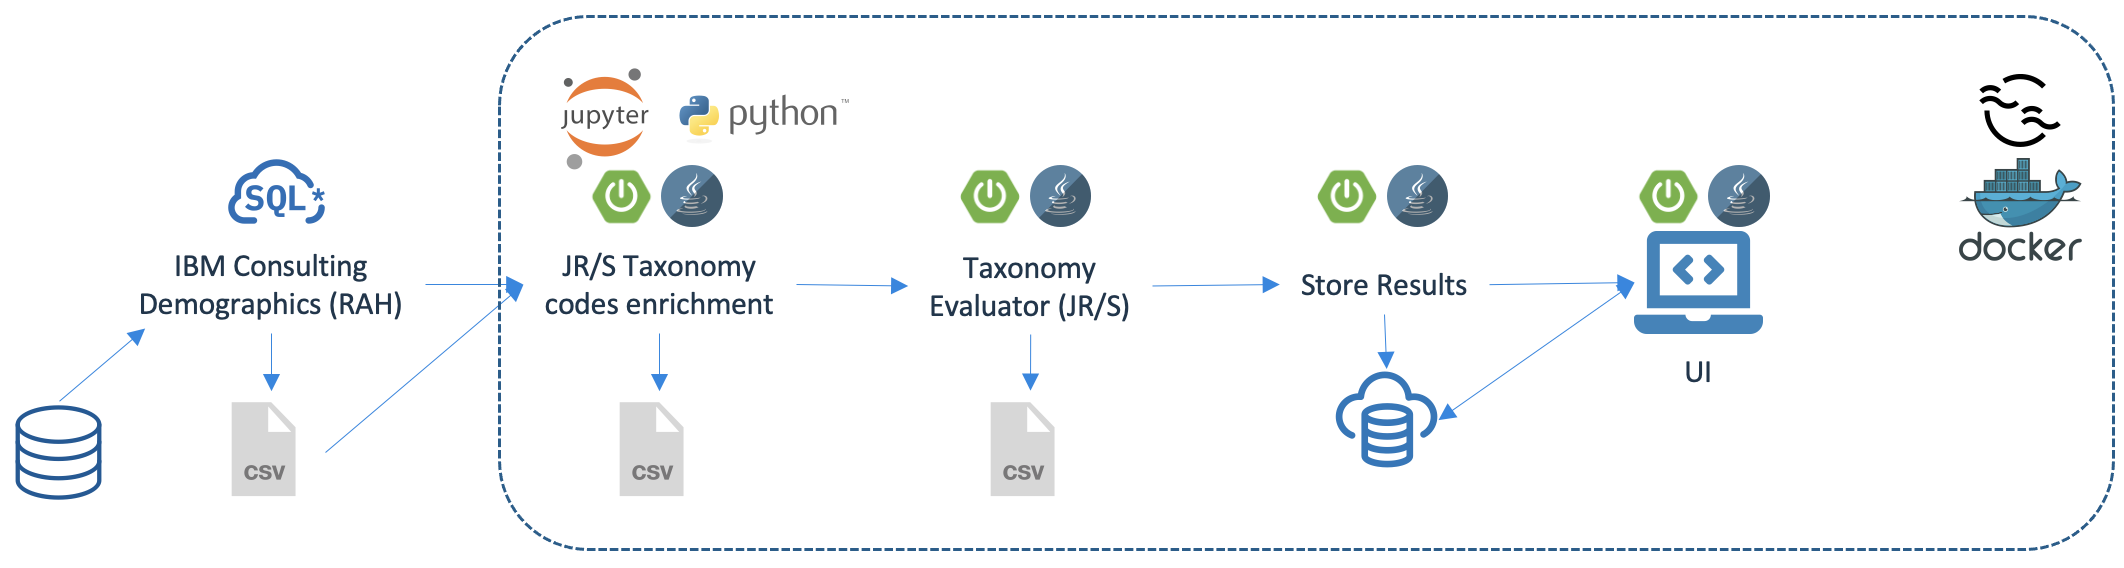 jupyter
python™
SQL*
docker
IBM Consulting
Demographics (RAH)
JR/S Taxonomy
codes enrichment
Taxonomy
Evaluator (JR/S)
Store Results
UI
CSV
CSV
CSV